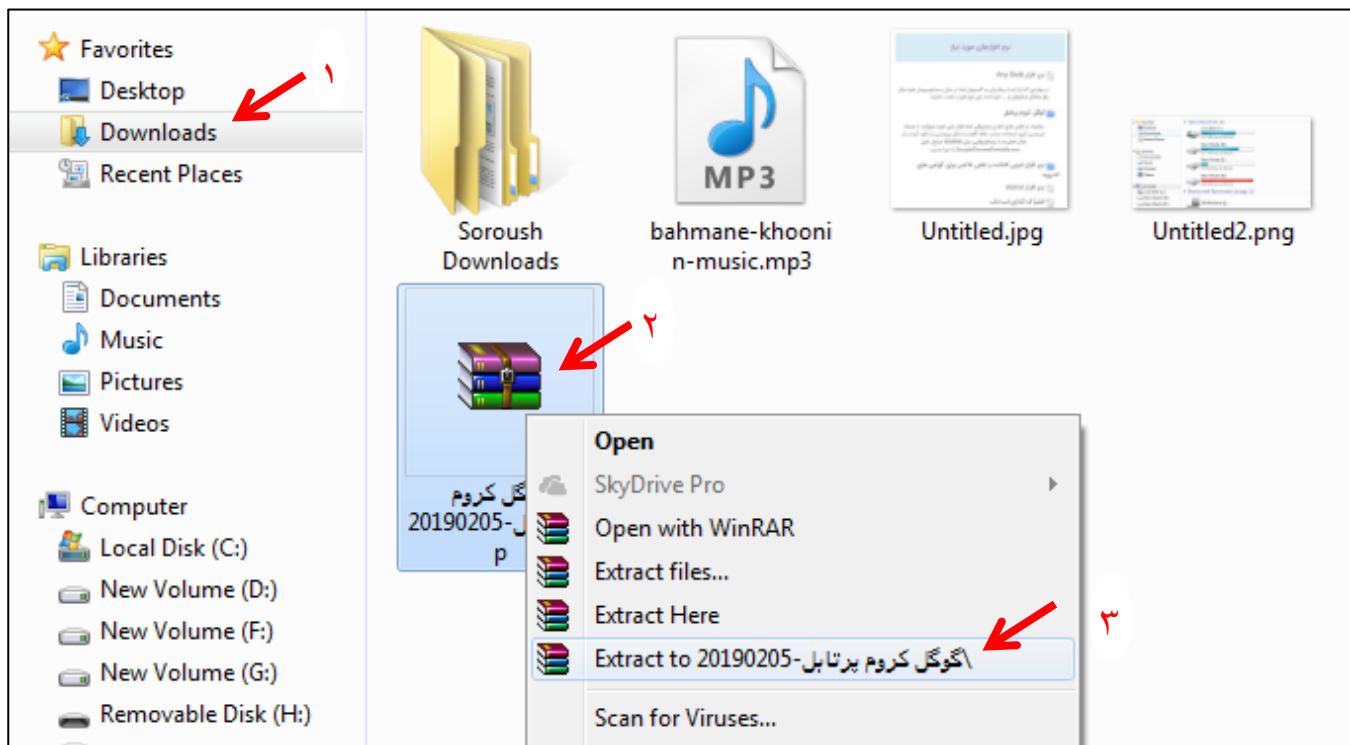 Favorites
Desktop
Downloads
Recent Places
Libraries
Documents
Music
Pictures
Videos
Computer
Local Disk (C:)
New Volume (D:)
New Volume (F:)
New Volume (G:)
Removable Disk (H:)
۱
Soroush
Downloads
MP3
bahmane-khooni
n-music.mp3
Untitled.jpg
Untitled2.png
۲
گل کروم
20190205-ل
p
Open
SkyDrive Pro
Open with WinRAR
Extract files...
Extract Here
Extract to 20190205-گوگل کروم پرتابل\
۳
Scan for Viruses...